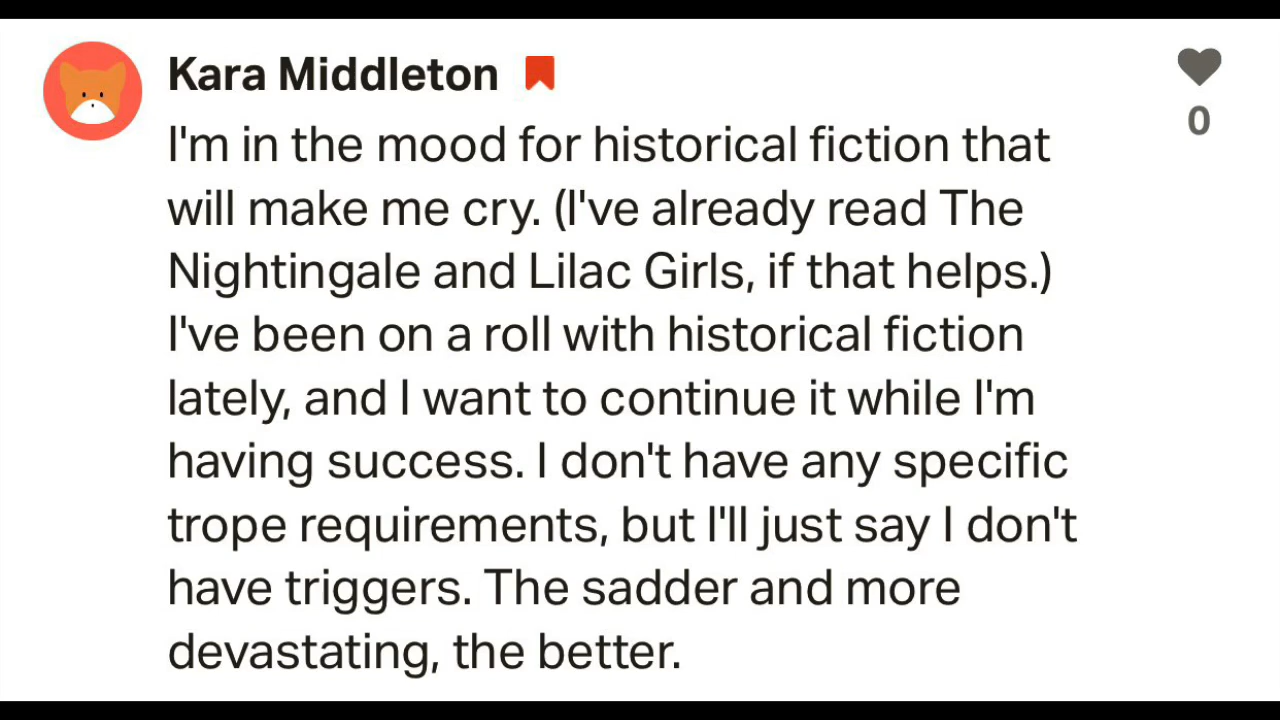 Kara Middleton
0
I'm in the mood for historical fiction that
will make me cry. (I've already read The
Nightingale and Lilac Girls, if that helps.)
I've been on a roll with historical fiction
lately, and I want to continue it while I'm
having success. I don't have any specific
trope requirements, but I'll just say I don't
have triggers. The sadder and more
devastating, the better.